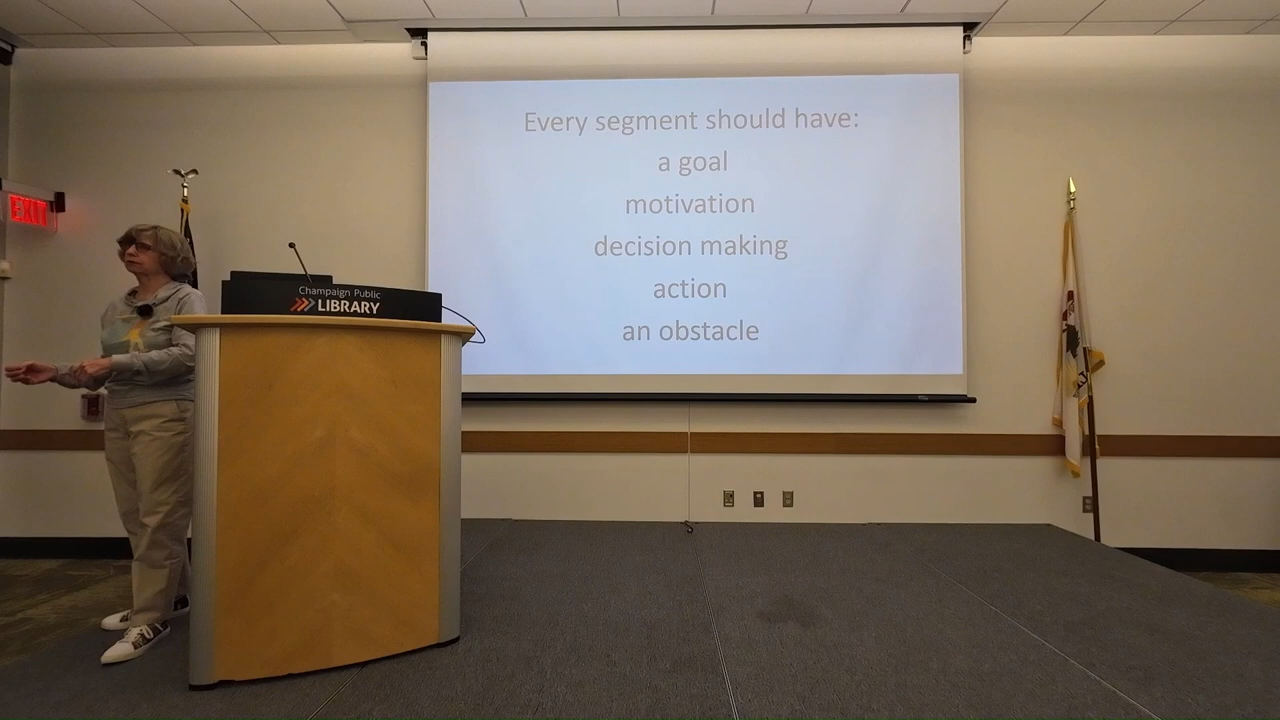 Every segment should have:
a goal
motivation
decision making
action
an obstacle
EXIT
Champaign Public
LIBRARY